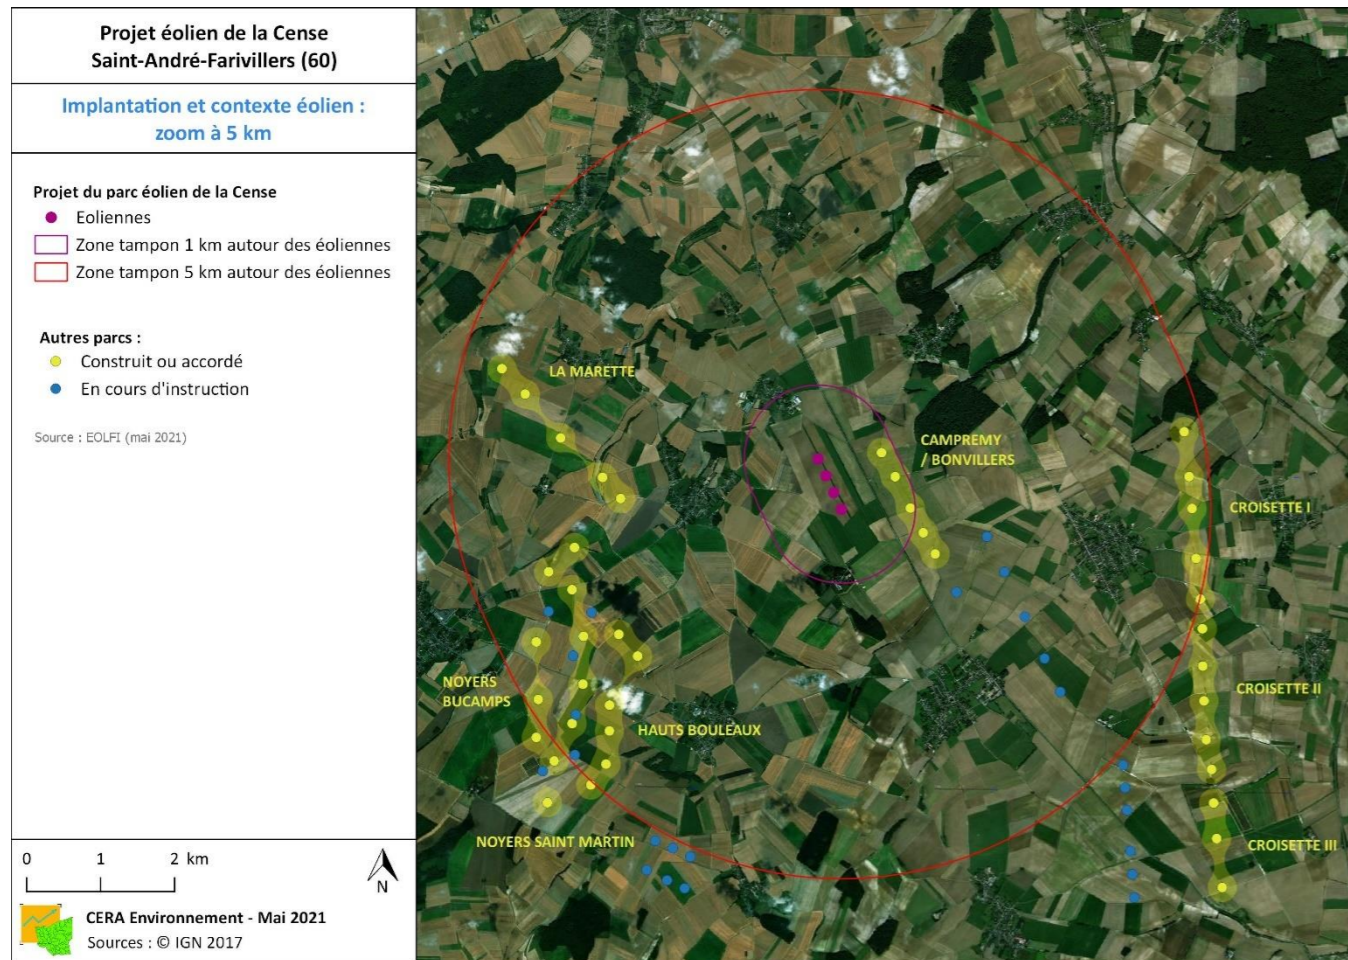 Projet éolien de la Cense
Saint-André-Farivillers (60)
Implantation et contexte éolien :
zoom à 5 km
Projet du parc éolien de la Cense
Eoliennes
Zone tampon 1 km autour des éoliennes
Zone tampon 5 km autour des éoliennes
Autres parcs :
Construit ou accordé
En cours d'instruction
Source : EOLFI (mai 2021)
LA MARETTE
CAMPREMY
/ BONVILLERS
CROISETTE I
NOYERS
BUCAMPS
CROISETTE II
HAUTS BOULEAUX
NOYERS SAINT MARTIN
CROISETTE III
0 1 2 km
N
CERA Environnement - Mai 2021
Sources : © IGN 2017